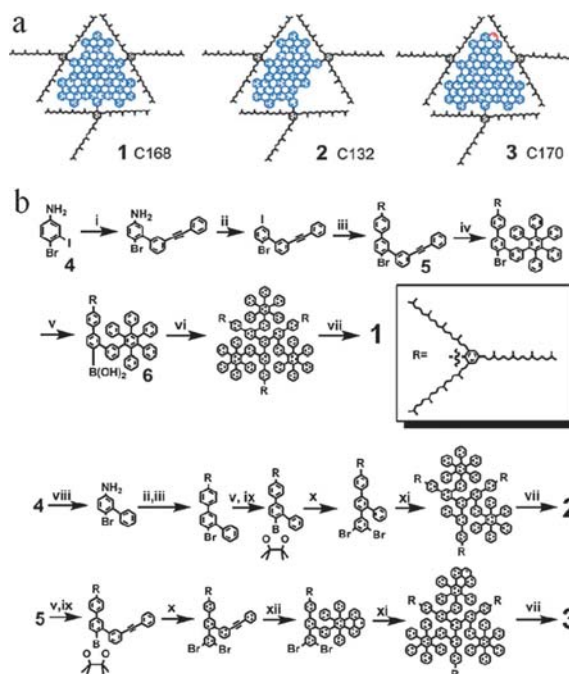 a
1 C168 2 C132 3 C170
b
NH₂ NH₂ I R R
i ii iii iv
I
Br Br Br Br Br
4 5
R
v vi R R vii 1
B(OH)₂ 6 R
R=
NH₂ R R R
4 viii ii,iii v, ix x xi R R vii 2
Br Br B Br Br
O O R
R R R
5 v,ix x xii xi R R vii 3
Br Br Br Br
B
O O R